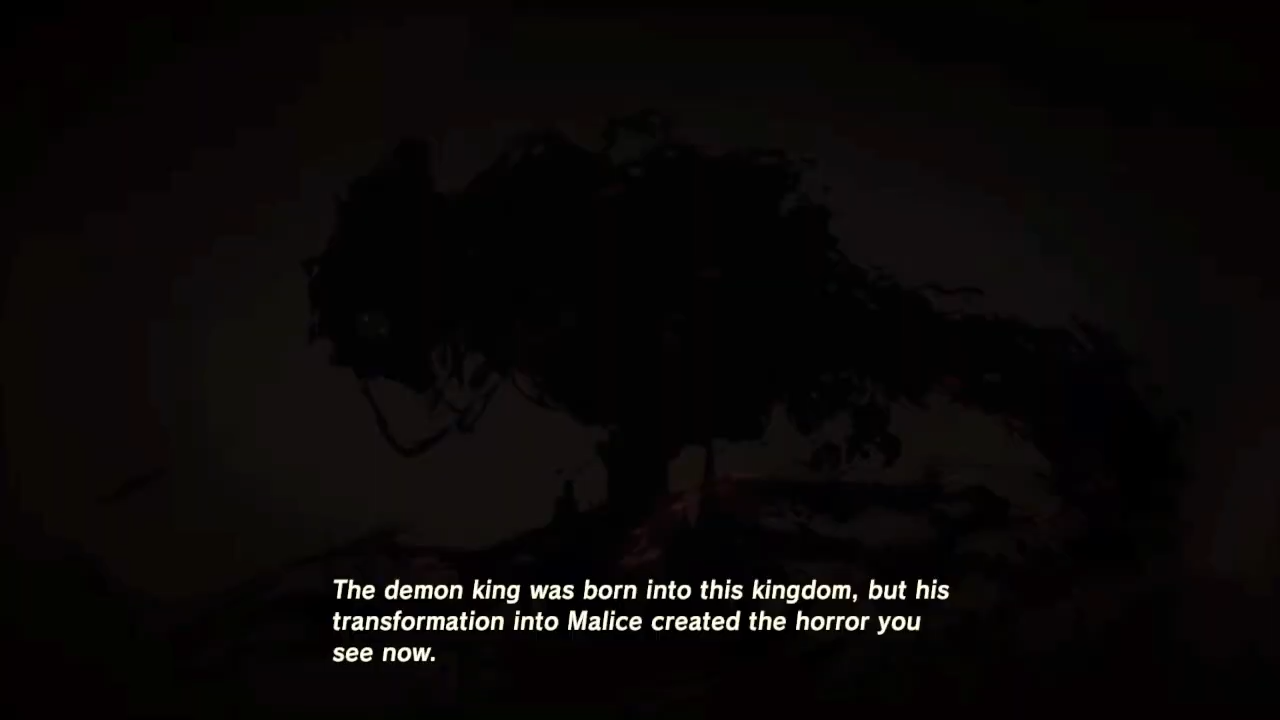 The demon king was born into this kingdom, but his
transformation into Malice created the horror you
see now.